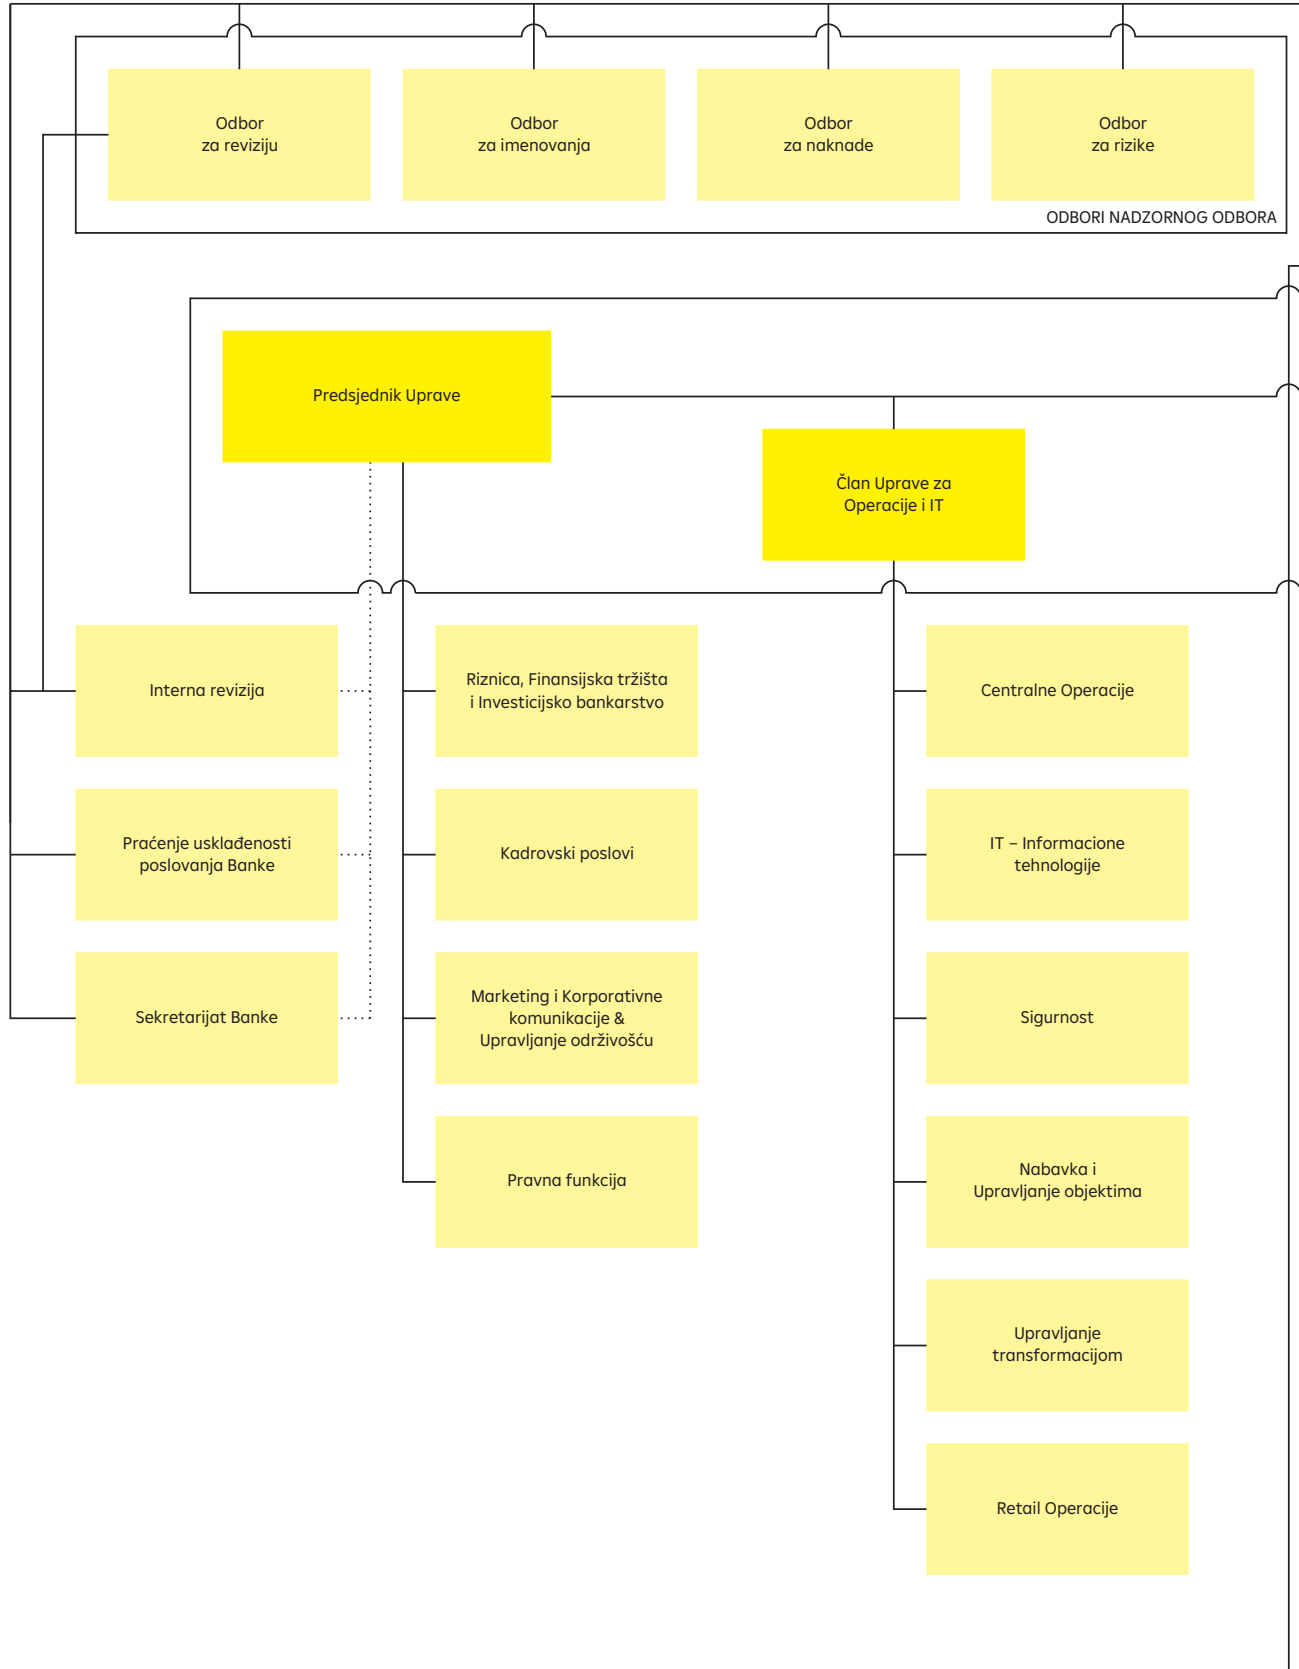 Odbor
za reviziju
Odbor
za imenovanja
Odbor
za naknade
Odbor
za rizike
ODBORI NADZORNOG ODBORA
Predsjednik Uprave
Član Uprave za
Operacije i IT
Interna revizija
Praćenje usklađenosti
poslovanja Banke
Sekretarijat Banke
Riznica, Finansijska tržišta
i Investicijsko bankarstvo
Kadrovski poslovi
Marketing i Korporativne
komunikacije &
Upravljanje održivošću
Pravna funkcija
Centralne Operacije
IT – Informacione
tehnologije
Sigurnost
Nabavka i
Upravljanje objektima
Upravljanje
transformacijom
Retail Operacije